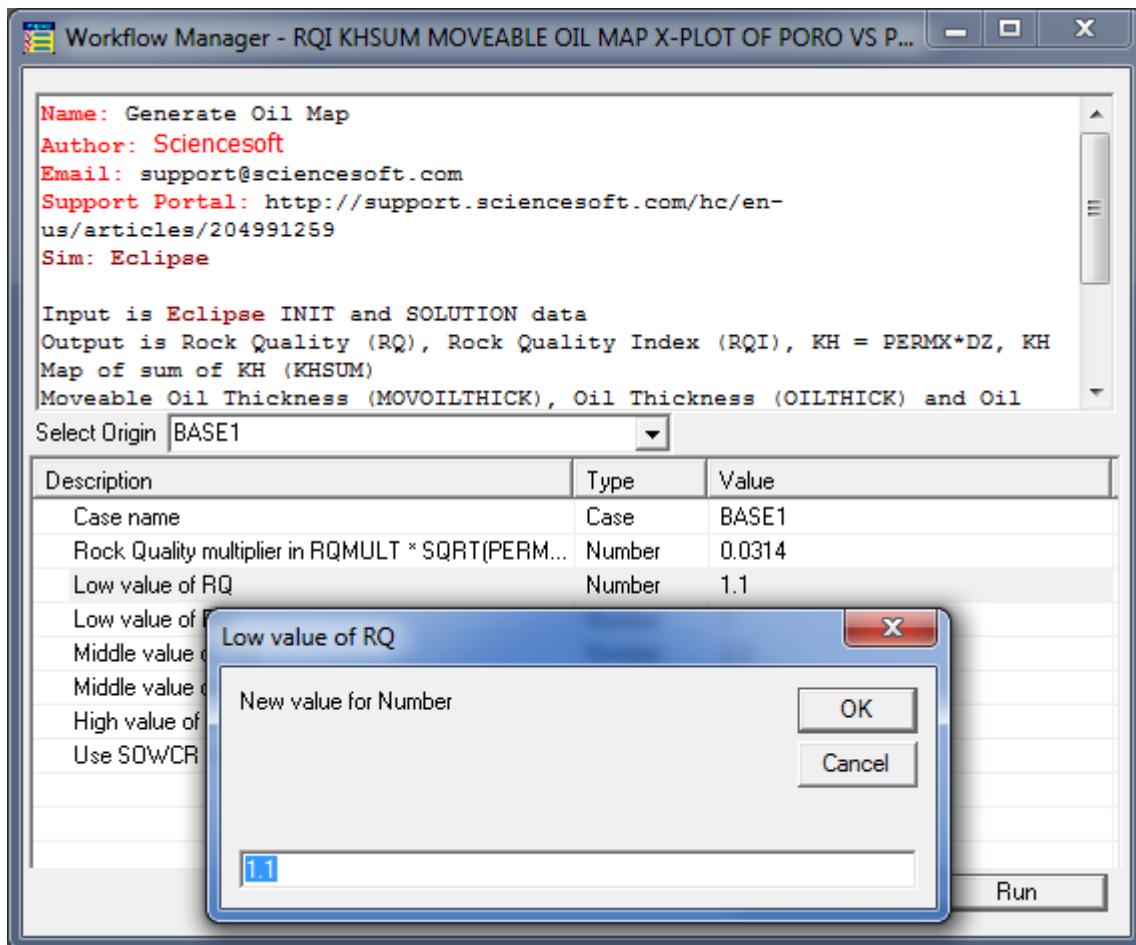 Workflow Manager - RQI KHSUM MOVEABLE OIL MAP X-PLOT OF PORO VS P...
Name: Generate Oil Map
Author: Sciencesoft
Email: support@sciencesoft.com
Support Portal: http://support.sciencesoft.com/hc/en-
us/articles/204991259
Sim: Eclipse
Input is Eclipse INIT and SOLUTION data
Output is Rock Quality (RQ), Rock Quality Index (RQI), KH = PERMX*DZ, KH
Map of sum of KH (KHSUM)
Moveable Oil Thickness (MOVOILTHICK), Oil Thickness (OILTHICK) and Oil
Select Origin BASE1
Description Type Value
Case name Case BASE1
Rock Quality multiplier in RQMULT * SQRT(PERM... Number 0.0314
Low value of RQ Number 1.1
Low value of
Middle value
Middle value
High value of
Use SOWCR
Low value of RQ
New value for Number
OK
Cancel
1.1
Run